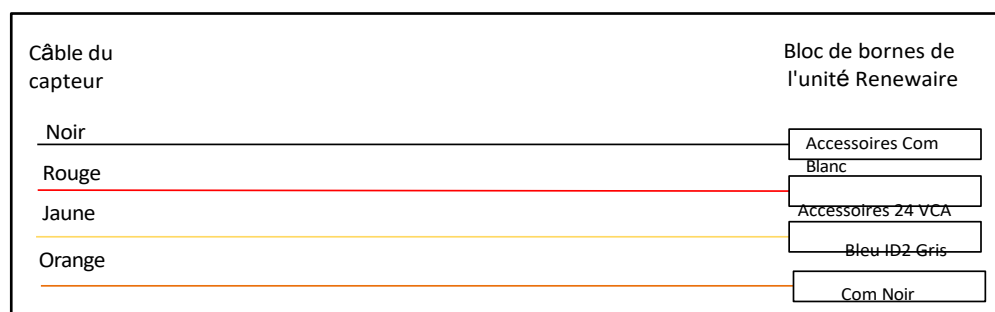 Câble du
capteur
Bloc de bornes de
l'unité Renewaire
Noir
Accessoires Com
Blanc
Rouge
Accessoires 24 VCA
Jaune
Bleu ID2 Gris
Orange
Com Noir